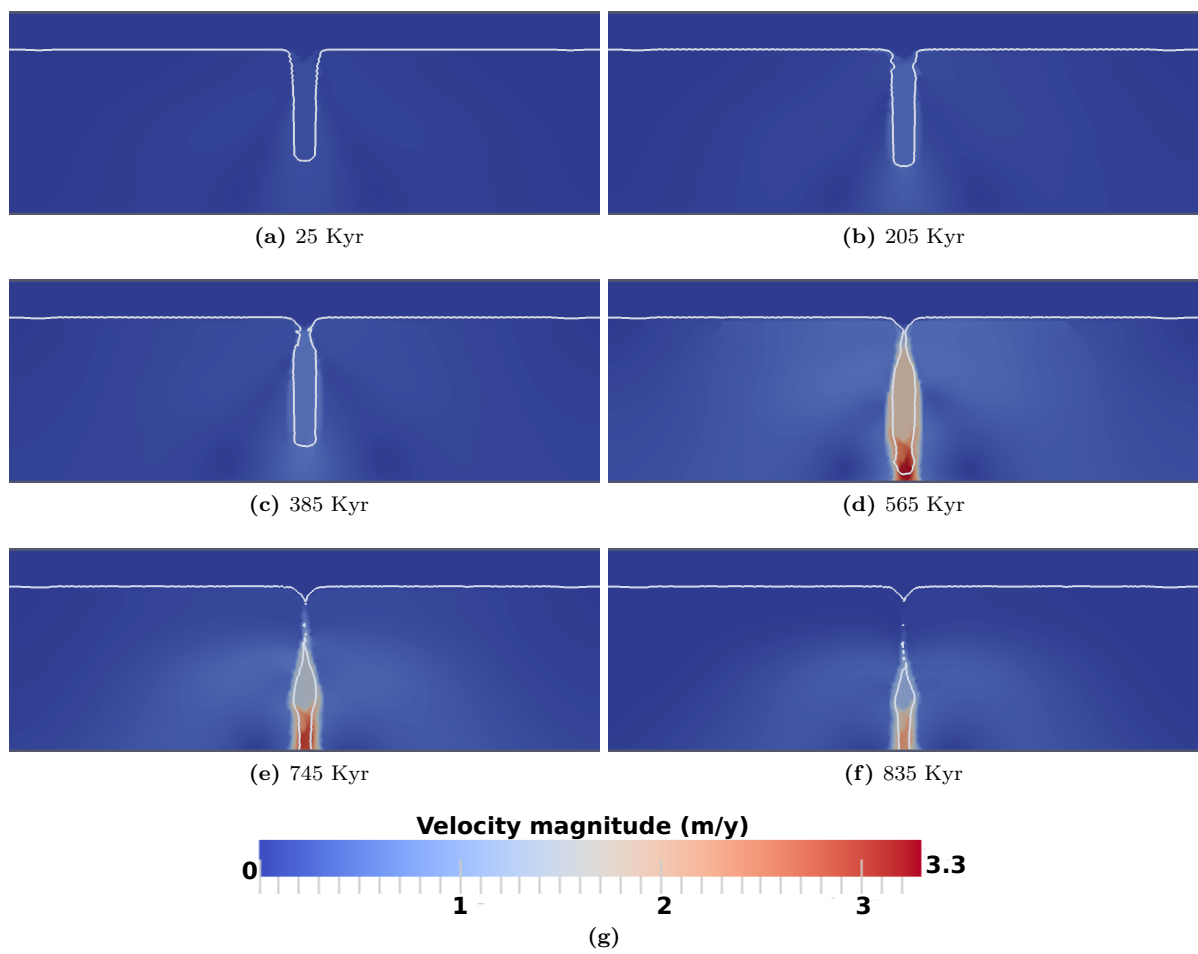 (a) 25 Kyr
(b) 205 Kyr
(c) 385 Kyr
(d) 565 Kyr
(e) 745 Kyr
(f) 835 Kyr
Velocity magnitude (m/y)
0
3.3
1
2
3
(g)